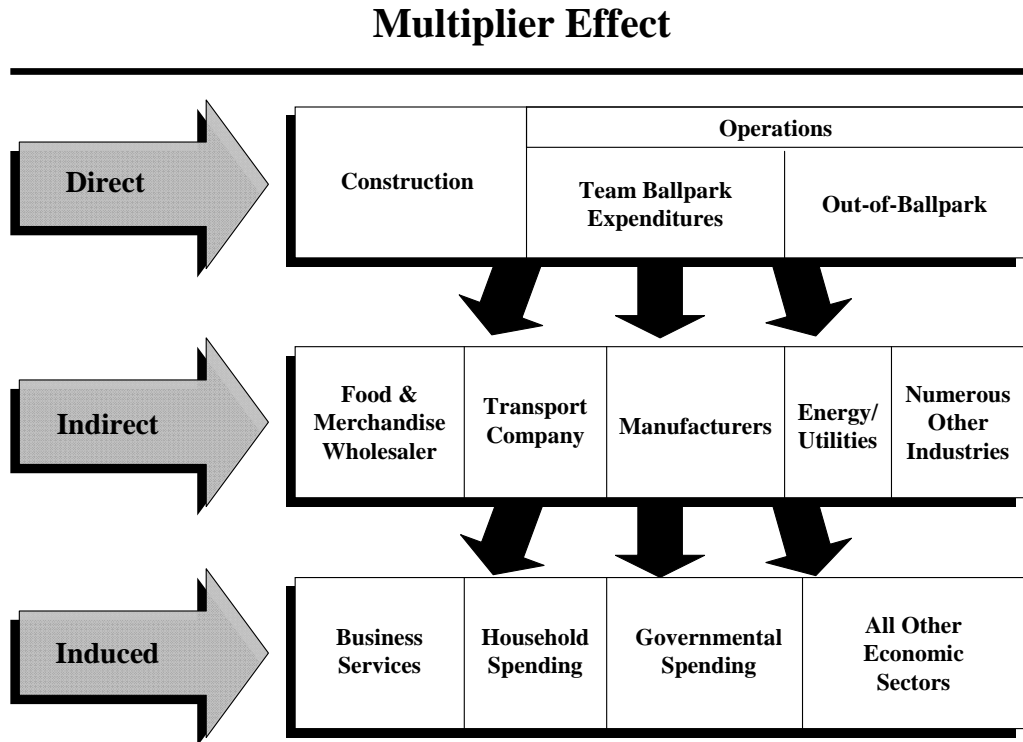 Multiplier Effect
Direct
Construction
Operations
Team Ballpark
Expenditures
Out-of-Ballpark
Indirect
Food &
Merchandise
Wholesaler
Transport
Company
Manufacturers
Energy/
Utilities
Numerous
Other
Industries
Induced
Business
Services
Household
Spending
Governmental
Spending
All Other
Economic
Sectors